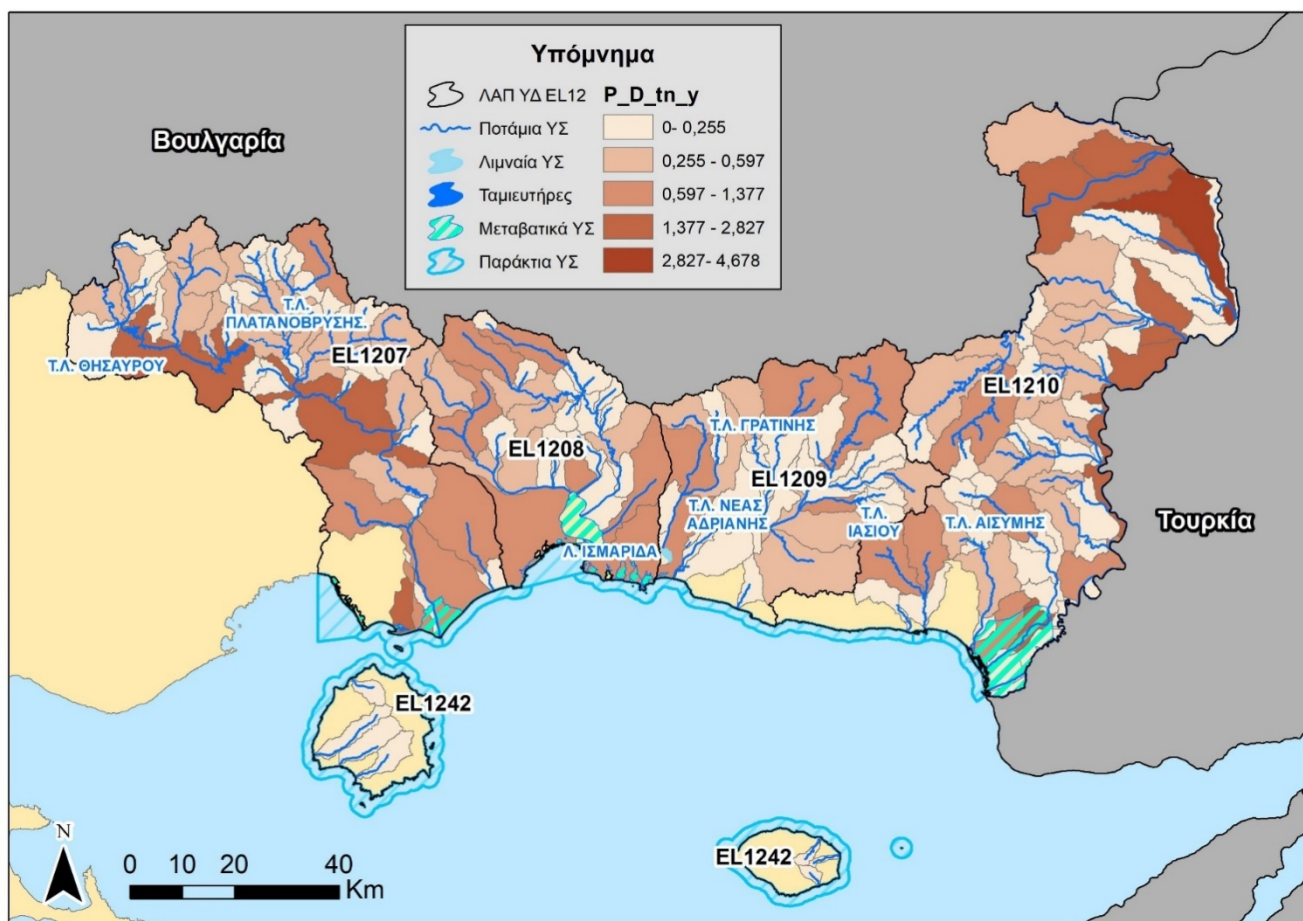 Υπόμνημα
ΛΑΠ ΥΔ EL12
P_D_tn_y
Ποτάμια ΥΣ
0- 0,255
Λιμναία ΥΣ
0,255 - 0,597
Ταμιευτήρες
0,597 - 1,377
Μεταβατικά ΥΣ
1,377 - 2,827
Παράκτια ΥΣ
2,827- 4,678
Βουλγαρία
Τ.Λ.
ΠΛΑΤΑΝΟΒΡΥΣΗΣ.
EL1207
Τ.Λ. ΘΗΣΑΥΡΟΥ
EL1210
Τ.Λ. ΓΡΑΤΙΝΗΣ
EL1208
EL1209
Τ.Λ. ΝΕΑΣ
ΑΔΡΙΑΝΗΣ
Τ.Λ.
ΙΑΣΙΟΥ
Τ.Λ. ΑΙΣΥΜΗΣ
Τουρκία
Λ. ΙΣΜΑΡΙΔΑ
EL1242
EL1242
N
0 10 20 40
Km